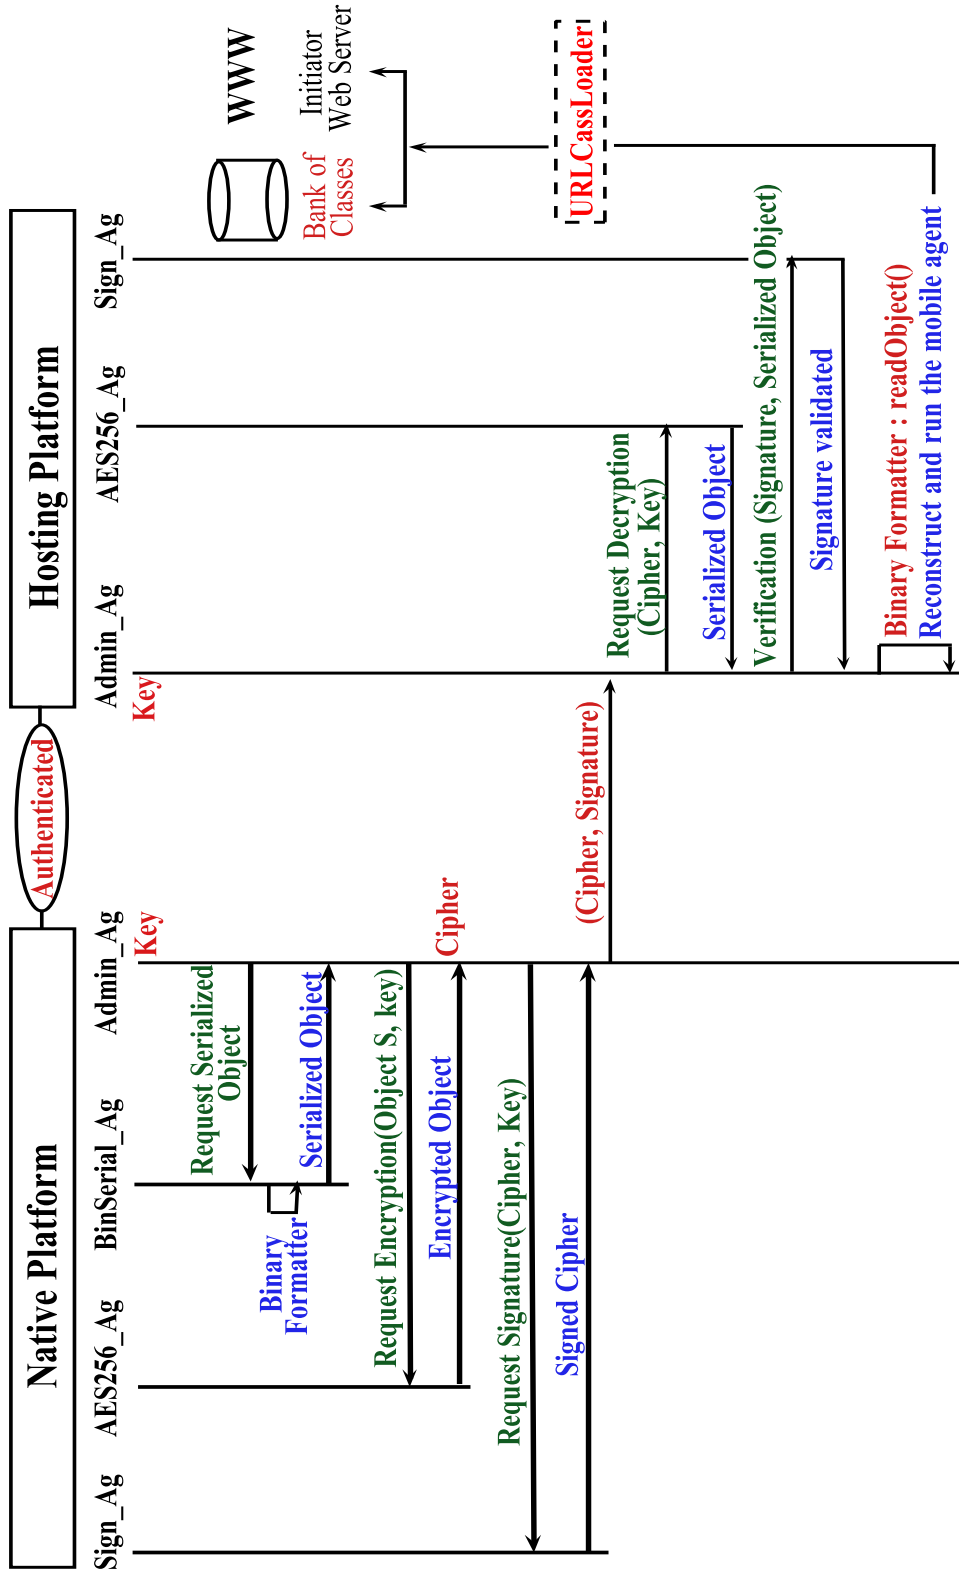 Native Platform
Authenticated
Hosting Platform
Sign_Ag
AES256_Ag
BinSerial_Ag
Admin_Ag
Admin_Ag
AES256_Ag
Sign_Ag
Key
Key
WWW
Bank of
Classes
Initiator
Web Server
Request Serialized
Object
Binary
Formatter
Serialized Object
Request Encryption(Object S, key)
Encrypted Object
Cipher
Request Signature(Cipher, Key)
Signed Cipher
(Cipher, Signature)
URLCassLoader
Request Decryption
(Cipher, Key)
Serialized Object
Verification (Signature, Serialized Object)
Signature validated
Binary Formatter : readObject()
Reconstruct and run the mobile agent